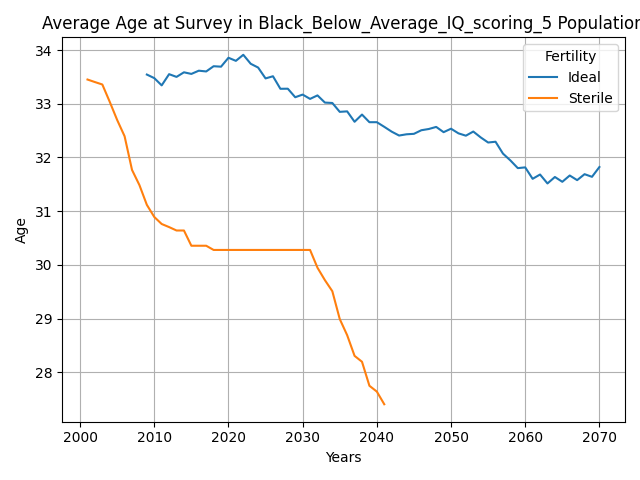 Average Age at Survey in Black_Below_Average_IQ_scoring_5 Population
Fertility
Ideal
Sterile
34
33
32
31
30
29
28
Age
2000 2010 2020 2030 2040 2050 2060 2070
Years